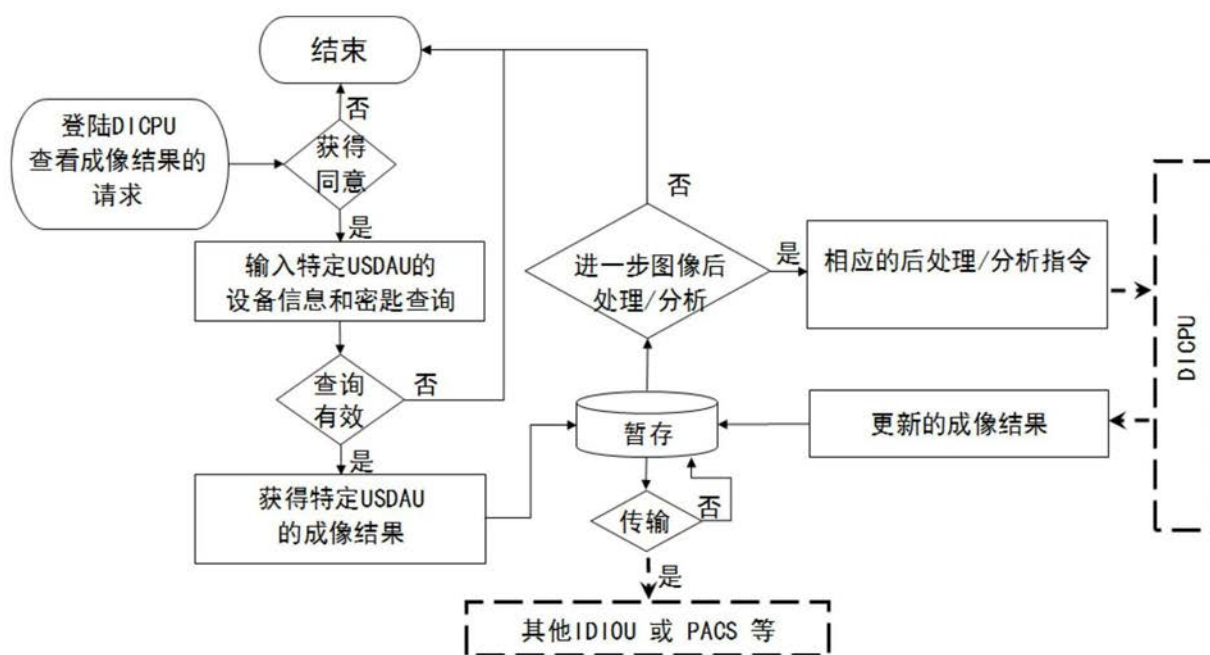 结束
登陆DICPU
查看成像结果的
请求
否
获得
同意
是
输入特定USDAU的
设备信息和密匙查询
查询
有效
否
是
获得特定USDAU
的成像结果
否
进一步图像后
处理/分析
是
相应的后处理/分析指令
DICPU
暂存
更新的成像结果
传输
否
是
其他IDIOU 或 PACS 等